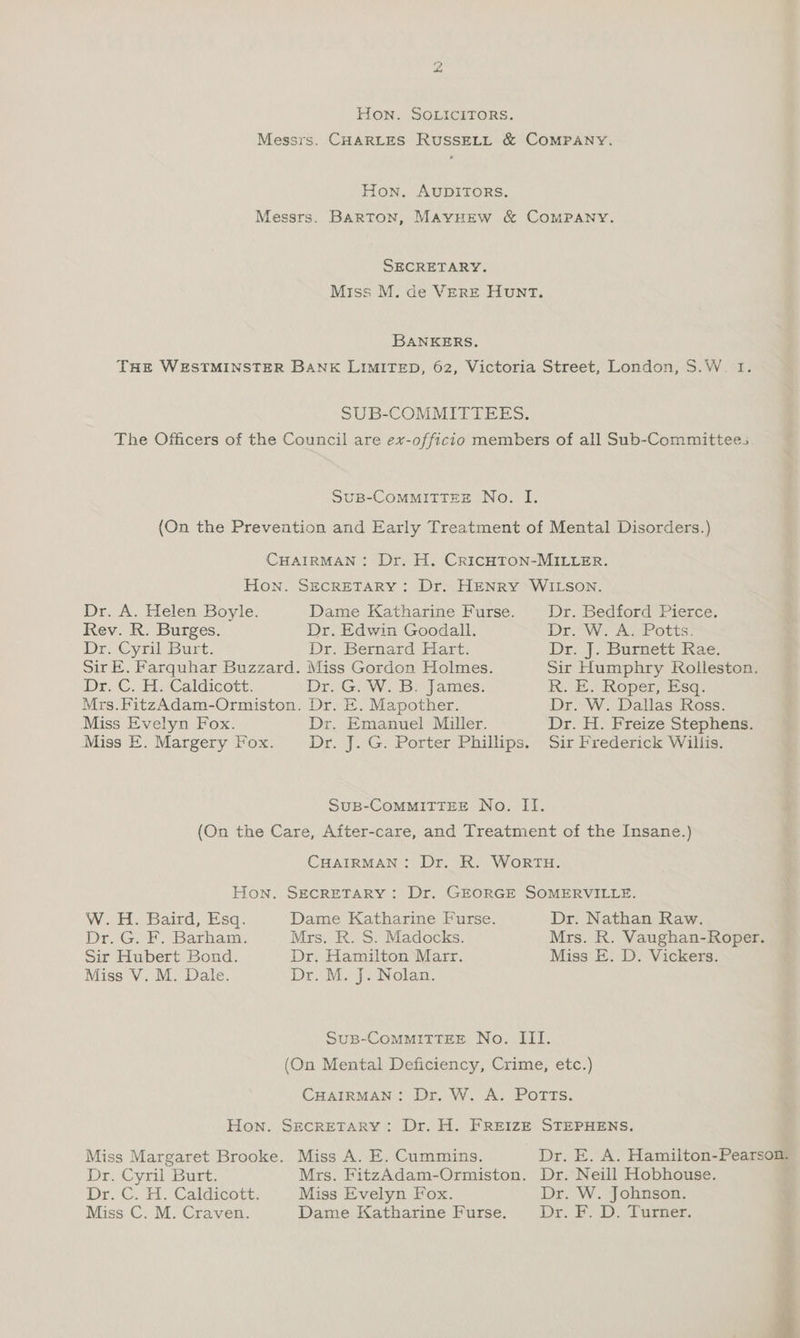 2
HON. SOLICITORS.
Messrs. CHARLES RUSSELL & COMPANY.
HON. AUDITORS.
Messrs. BARTON, MAYHEW & COMPANY.
SECRETARY.
Miss M. de VERE HUNT.
BANKERS.
THE WESTMINSTER BANK LIMITED, 62, Victoria Street, London, S.W. 1.
SUB-COMMITTEES.
The Officers of the Council are ex-officio members of all Sub-Committees
SUB-COMMITTEE No. I.
(On the Prevention and Early Treatment of Mental Disorders.)
CHAIRMAN : Dr. H. CRICHTON-MILLER.
HON. SECRETARY : Dr. HENRY WILSON.
Dr. A. Helen Boyle. Dame Katharine Furse. Dr. Bedford Pierce.
Rev. R. Burges. Dr. Edwin Goodall. Dr. W. A. Potts.
Dr. Cyril Burt. Dr. Bernard Hart. Dr. J. Burnett Rae.
Sir E. Farquhar Buzzard. Miss Gordon Holmes. Sir Humphry Rolleston.
Dr. C. H. Caldicott. Dr. G. W. B. James. R. E. Roper, Esq.
Mrs. FitzAdam-Ormiston. Dr. E. Mapother. Dr. W. Dallas Ross.
Miss Evelyn Fox. Dr. Emanuel Miller. Dr. H. Freize Stephens.
Miss E. Margery Fox. Dr. J. G. Porter Phillips. Sir Frederick Willis.
SUB-COMMITTEE No. II.
(On the Care, After-care, and Treatment of the Insane.)
CHAIRMAN : Dr. R. WORTH.
HON. SECRETARY : Dr. GEORGE SOMERVILLE.
W. H. Baird, Esq. Dame Katharine Furse. Dr. Nathan Raw.
Dr. G. F. Barham. Mrs. R. S. Madocks. Mrs. R. Vaughan-Roper.
Sir Hubert Bond. Dr. Hamilton Marr. Miss E. D. Vickers.
Miss V. M. Dale. Dr. M. J. Nolan.
SUB-COMMITTEE No. III.
(On Mental Deficiency, Crime, etc.)
CHAIRMAN : Dr. W. A. POTTS.
HON. SECRETARY : Dr. H. FREIZE STEPHENS.
Miss Margaret Brooke. Miss A. E. Cummins. Dr. E. A. Hamilton-Pearson.
Dr. Cyril Burt. Mrs. FitzAdam-Ormiston. Dr. Neill Hobhouse.
Dr. C. H. Caldicott. Miss Evelyn Fox. Dr. W. Johnson.
Miss C. M. Craven. Dame Katharine Furse. Dr. F. D. Turner.